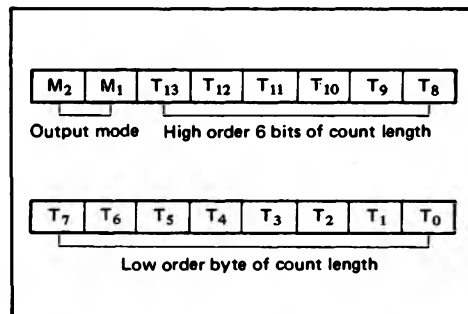 M₂ M₁ T₁₃ T₁₂ T₁₁ T₁₀ T₉ T₈
Output mode High order 6 bits of count length
T₇ T₆ T₅ T₄ T₃ T₂ T₁ T₀
Low order byte of count length